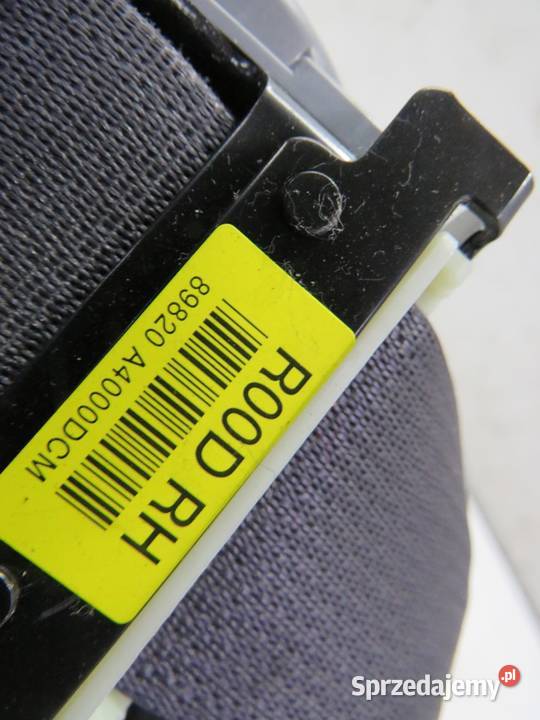 R00D RH
89820 A4000DCM
Sprzedajemy.pl